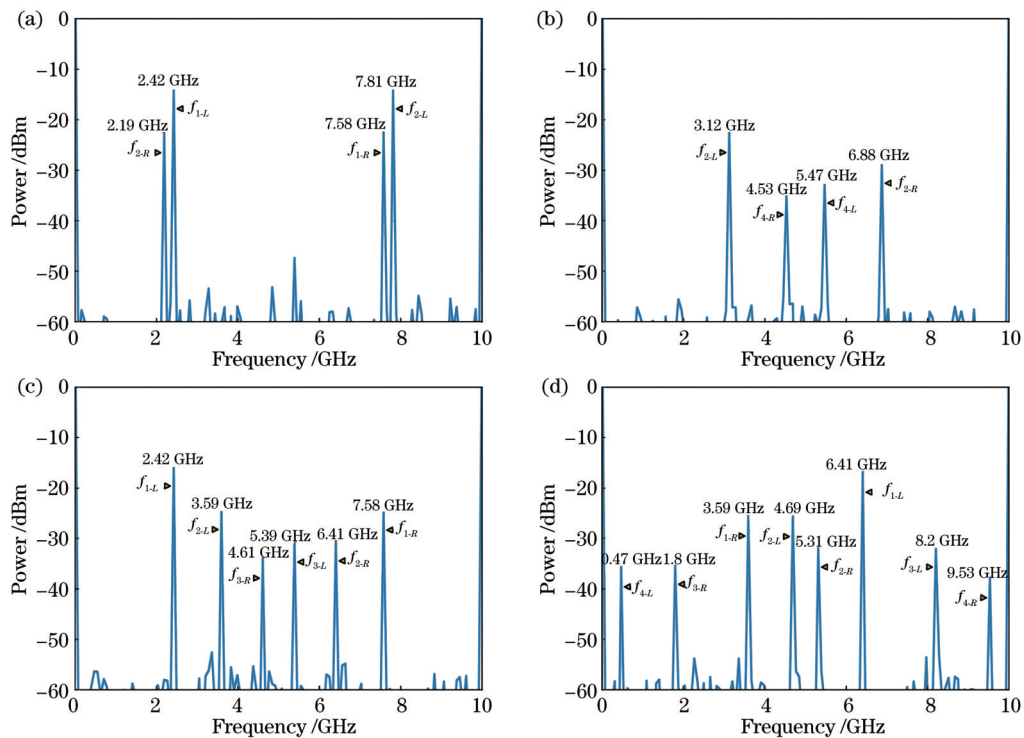 (a)
0
−10
−20
−30
−40
−50
−60
Power /dBm
2.42 GHz
f1-L
2.19 GHz
f2-R
7.81 GHz
f2-L
7.58 GHz
f1-R
0 2 4 6 8 10
Frequency /GHz
(b)
0
−10
−20
−30
−40
−50
−60
Power /dBm
3.12 GHz
f2-L
6.88 GHz
f2-R
5.47 GHz
f4-L
4.53 GHz
f4-R
0 2 4 6 8 10
Frequency /GHz
(c)
0
−10
−20
−30
−40
−50
−60
Power /dBm
2.42 GHz
f1-L
3.59 GHz
f2-L
4.61 GHz
f3-R
5.39 GHz
f3-L
6.41 GHz
f2-R
7.58 GHz
f1-R
0 2 4 6 8 10
Frequency /GHz
(d)
0
−10
−20
−30
−40
−50
−60
Power /dBm
0.47 GHz
f4-L
1.8 GHz
f3-R
3.59 GHz
f1-R
4.69 GHz
f2-L
5.31 GHz
f2-R
6.41 GHz
f1-L
8.2 GHz
f3-L
9.53 GHz
f4-R
0 2 4 6 8 10
Frequency /GHz